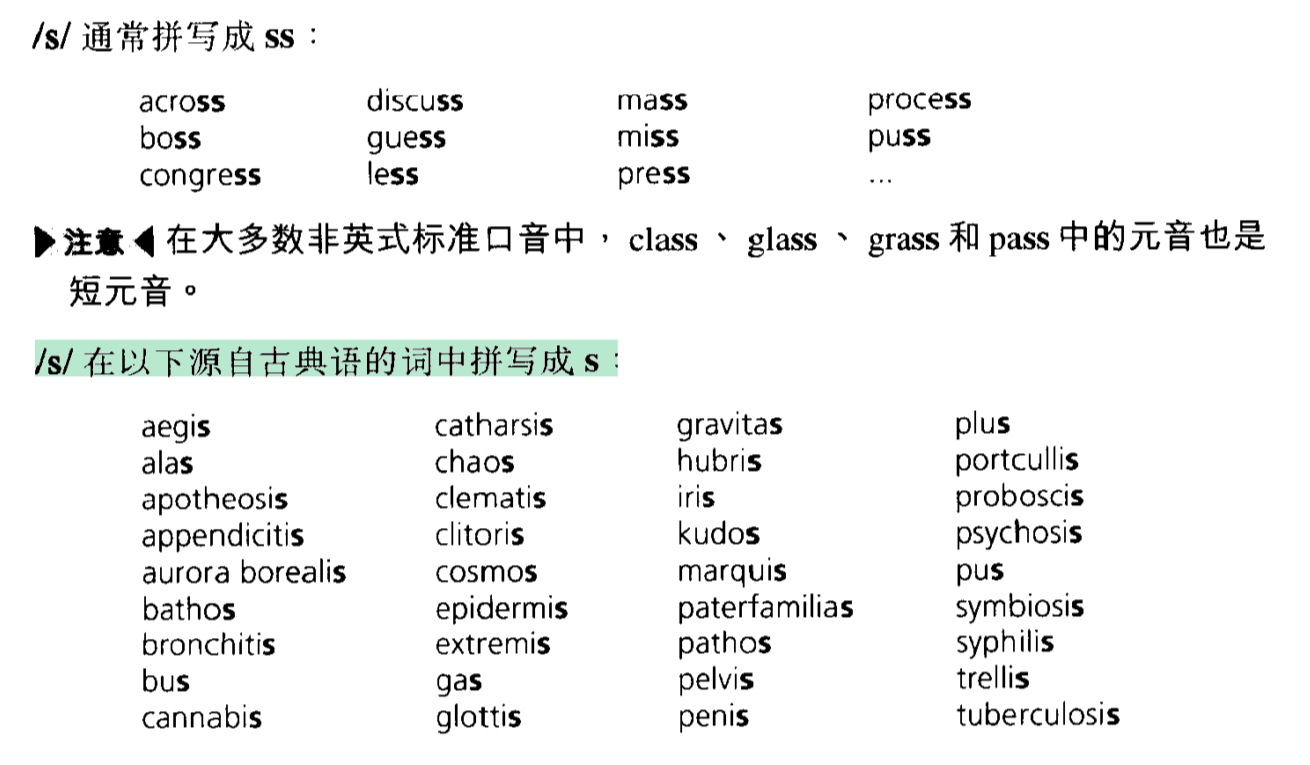 /s/ 通常拼写成 ss：
across discuss mass process
boss guess miss puss
congress less press ...
▶注意◀ 在大多数非英式标准口音中，class、glass、grass 和 pass 中的元音也是
短元音。
/s/ 在以下源自古典语的词中拼写成 s：
aegis catharsis gravitas plus
alas chaos hubris portcullis
apotheosis clematis iris proboscis
appendicitis clitoris kudos psychosis
aurora borealis cosmos marquis pus
bathos epidermis paterfamilias symbiosis
bronchitis extremis pathos syphilis
bus gas pelvis trellis
cannabis glottis penis tuberculosis